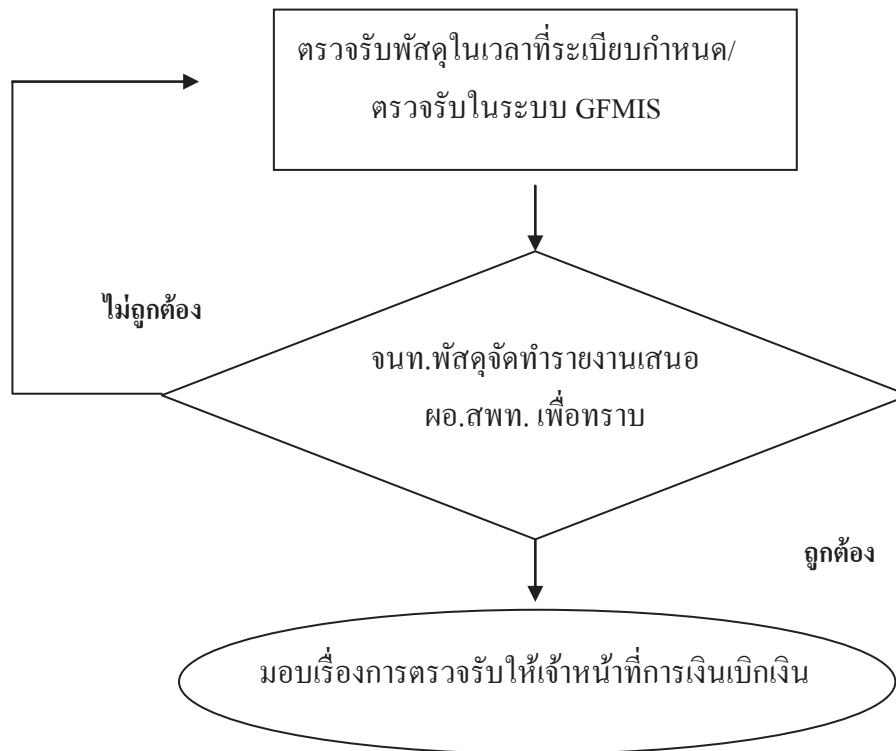 ตรวจรับพัสดุในเวลาที่ระเบียบกำหนด/
ตรวจรับในระบบ GFMIS
ไม่ถูกต้อง
จนท.พัสดุจัดทำรายงานเสนอ
ผอ.สพท. เพื่อทราบ
ถูกต้อง
มอบเรื่องการตรวจรับให้เจ้าหน้าที่การเงินเบิกเงิน